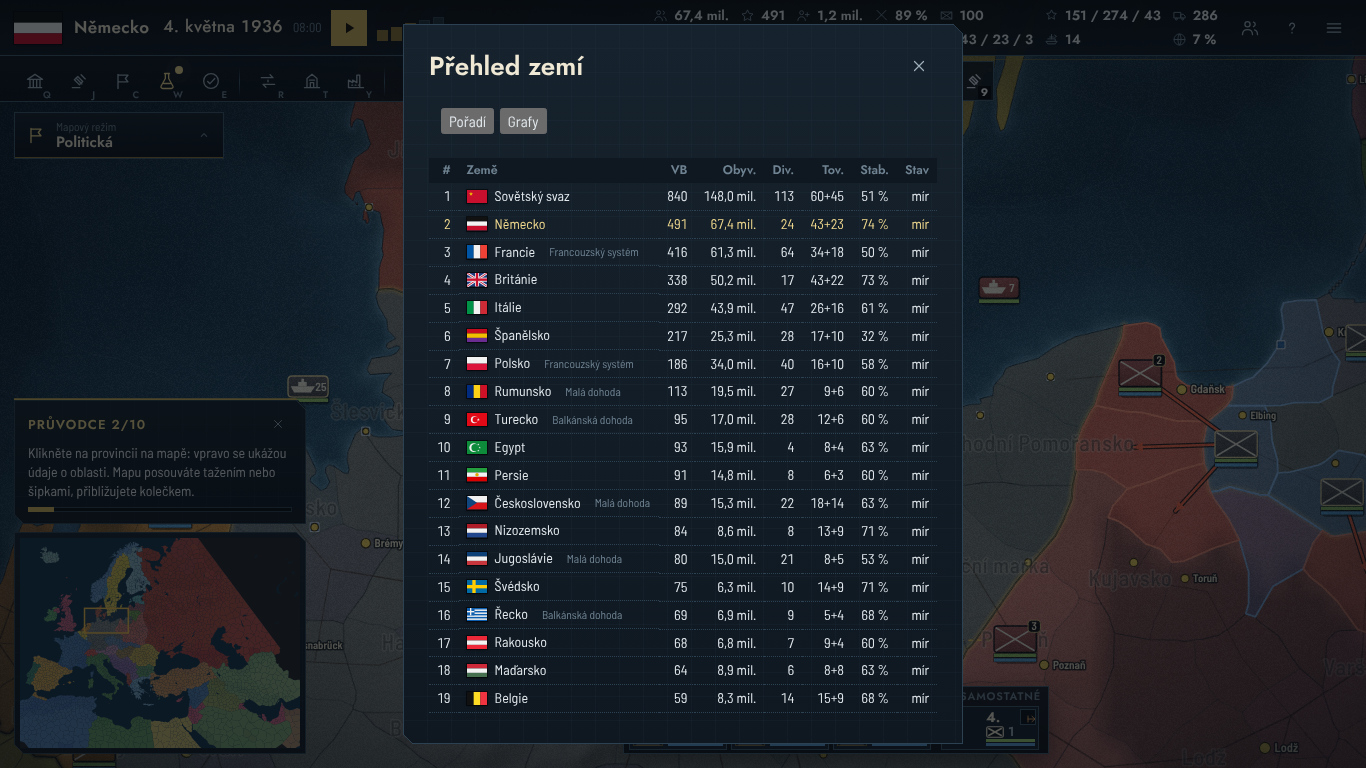 Německo 4. května 1936 08:00
67,4 mil. 491 1,2 mil. 89 % 100 151 / 274 / 43 286
43 / 23 / 3 14 7 %
?
Q J C W E R T Y
9
Mapový režim
Politická
Přehled zemí
Pořadí Grafy
# Země VB Obyv. Div. Tov. Stab. Stav
1 Sovětský svaz 840 148,0 mil. 113 60+45 51 % mír
2 Německo 491 67,4 mil. 24 43+23 74 % mír
3 Francie Francouzský systém 416 61,3 mil. 64 34+18 50 % mír
4 Británie 338 50,2 mil. 17 43+22 73 % mír
5 Itálie 292 43,9 mil. 47 26+16 61 % mír
6 Španělsko 217 25,3 mil. 28 17+10 32 % mír
7 Polsko Francouzský systém 186 34,0 mil. 40 16+10 58 % mír
8 Rumunsko Malá dohoda 113 19,5 mil. 27 9+6 60 % mír
9 Turecko Balkánská dohoda 95 17,0 mil. 28 12+6 60 % mír
10 Egypt 93 15,9 mil. 4 8+4 63 % mír
11 Persie 91 14,8 mil. 8 6+3 60 % mír
12 Československo Malá dohoda 89 15,3 mil. 22 18+14 63 % mír
13 Nizozemsko 84 8,6 mil. 8 13+9 71 % mír
14 Jugoslávie Malá dohoda 80 15,0 mil. 21 8+5 53 % mír
15 Švédsko 75 6,3 mil. 10 14+9 71 % mír
16 Řecko Balkánská dohoda 69 6,9 mil. 9 5+4 68 % mír
17 Rakousko 68 6,8 mil. 7 9+4 60 % mír
18 Maďarsko 64 8,9 mil. 6 8+8 63 % mír
19 Belgie 59 8,3 mil. 14 15+9 68 % mír
25
PRŮVODCE 2/10
Klikněte na provincii na mapě: vpravo se ukážou
údaje o oblasti. Mapu posouváte tažením nebo
šipkami, přibližujete kolečkem.
Brémy
7
2
Gdaňsk
Elbing
hodní Pomořansko
Kujavsko
Toruň
3
Poznaň
SAMOSTATNÉ
4.
1
Lodž
Lodž